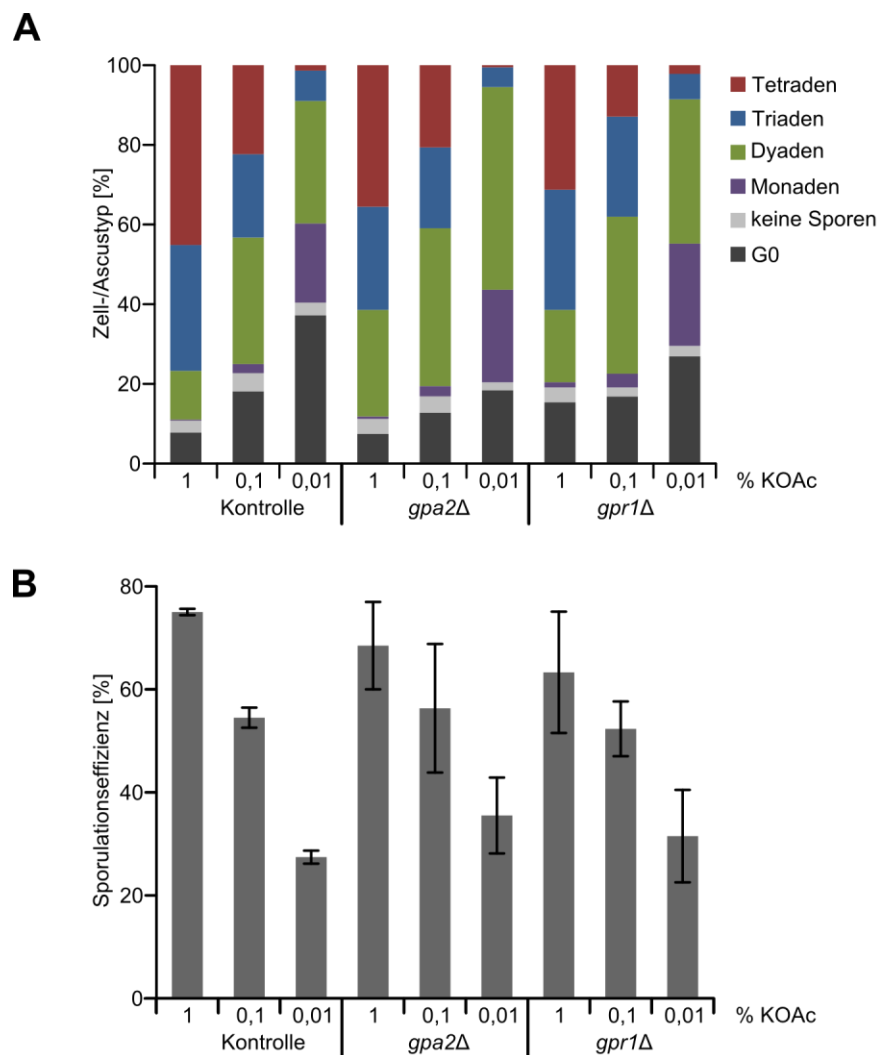 A
Zell-/Ascustyp [%]
100
80
60
40
20
0
Tetraden
Triaden
Dyaden
Monaden
keine Sporen
G0
1 0,1 0,01 1 0,1 0,01 1 0,1 0,01 % KOAc
Kontrolle gpa2Δ gpr1Δ
B
Sporulationseffizienz [%]
80
60
40
20
0
1 0,1 0,01 1 0,1 0,01 1 0,1 0,01 % KOAc
Kontrolle gpa2Δ gpr1Δ